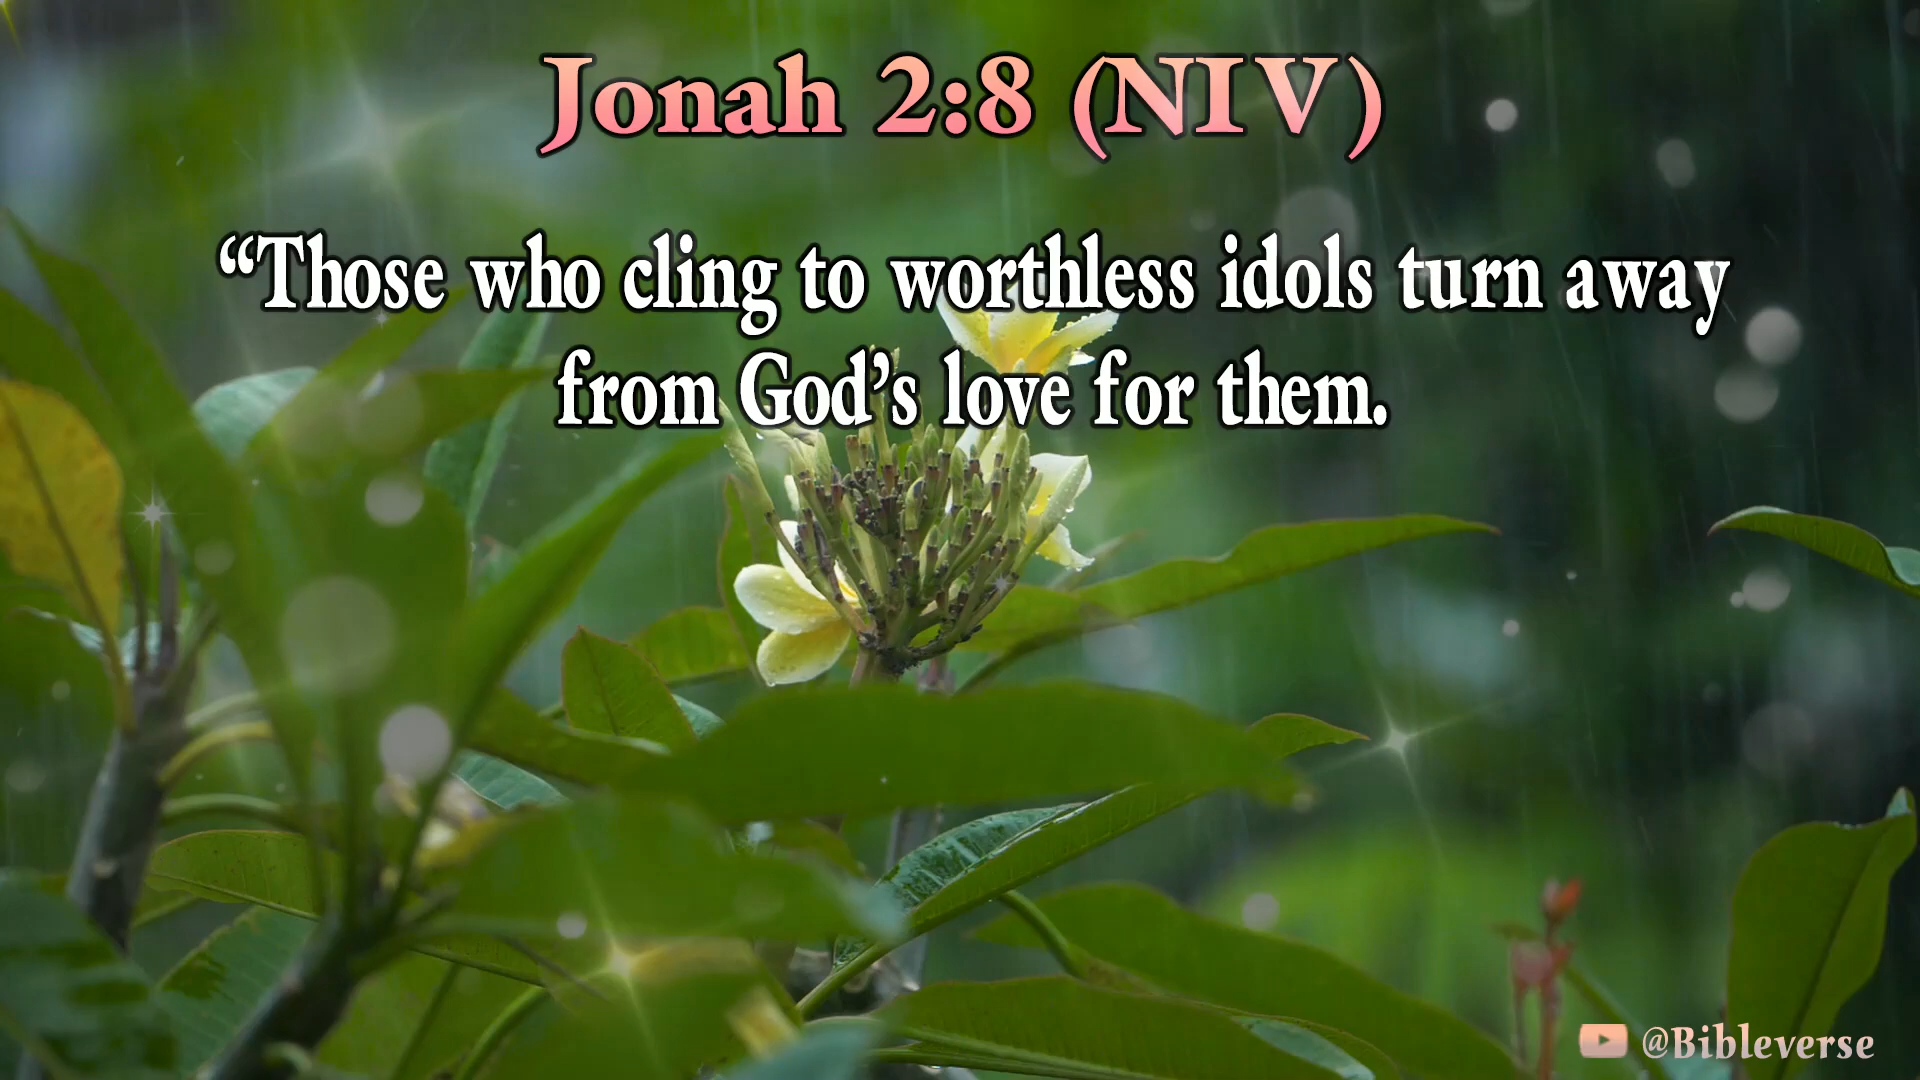 Jonah 2:8 (NIV)
“Those who cling to worthless idols turn away
from God’s love for them.
@Bibleverse